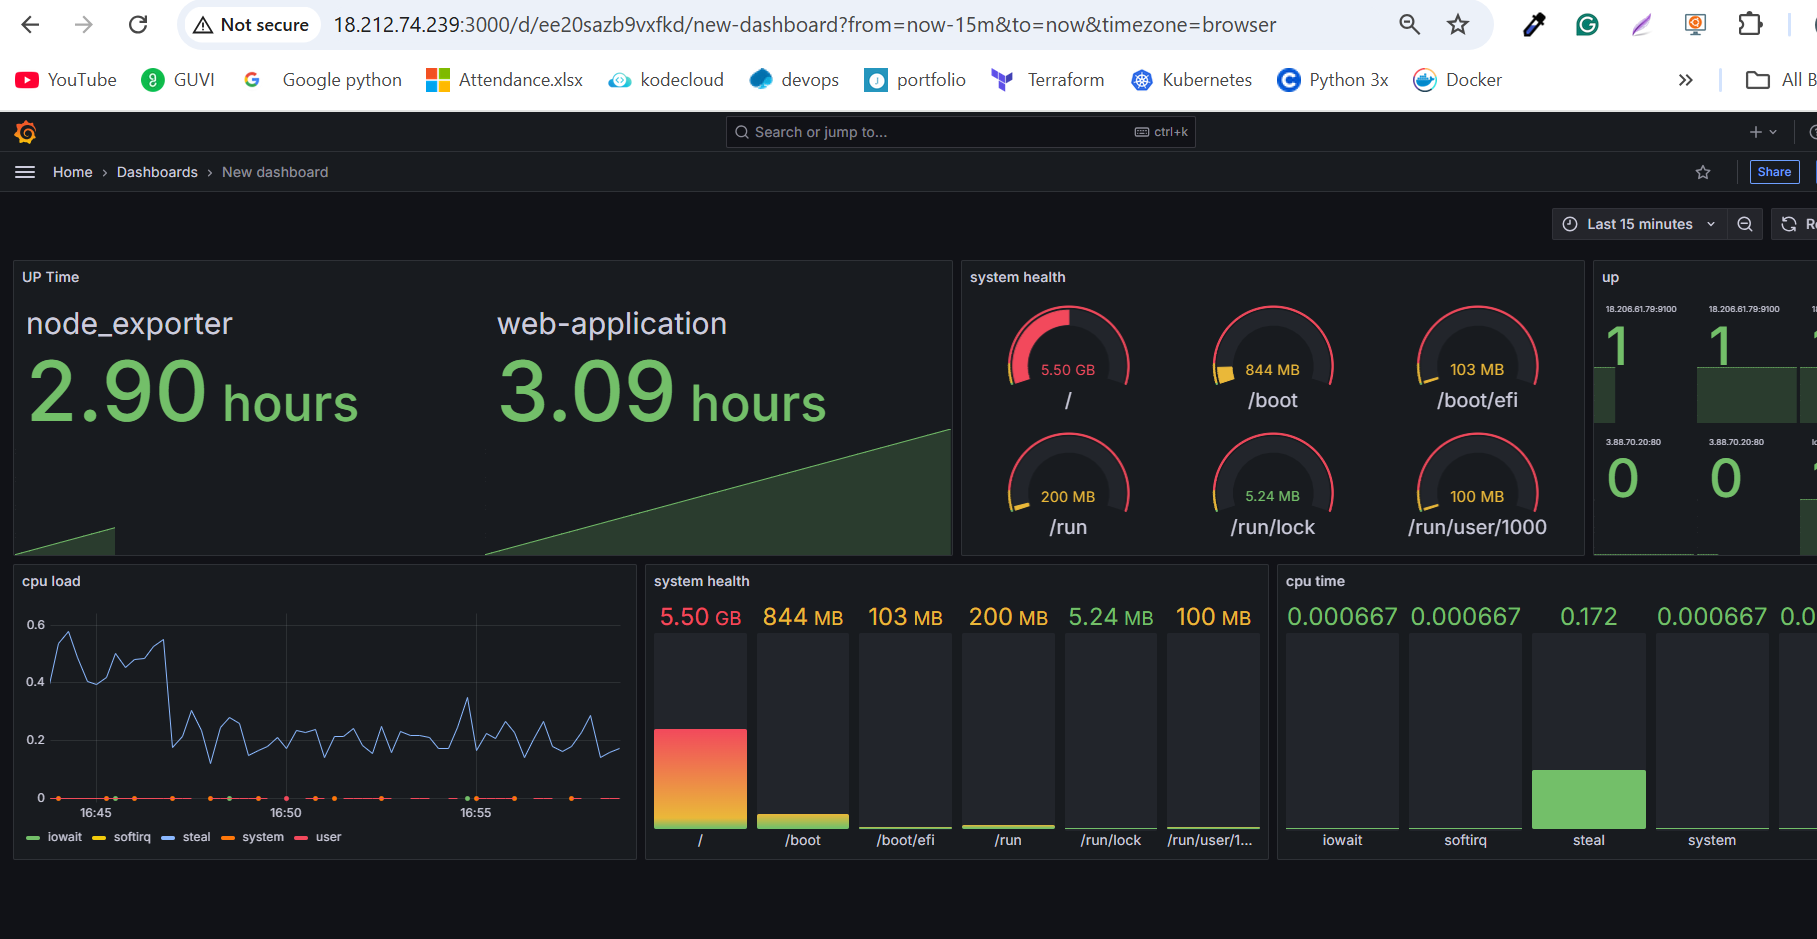 Not secure 18.212.74.239:3000/d/ee20sazb9vxfkd/new-dashboard?from=now-15m&to=now&timezone=browser
YouTube GUVI Google python Attendance.xlsx kodecloud devops portfolio Terraform Kubernetes Python 3x Docker » All B
Search or jump to... ctrl+k
Home › Dashboards › New dashboard Share
Last 15 minutes Re
UP Time
node_exporter web-application
2.90 hours 3.09 hours
system health
5.50 GB 844 MB 103 MB
/ /boot /boot/efi
200 MB 5.24 MB 100 MB
/run /run/lock /run/user/1000
up
18.206.61.79:9100 18.206.61.79:9100
1 1
3.88.70.20:80 3.88.70.20:80
0 0
cpu load
0.6
0.4
0.2
0
16:45 16:50 16:55
iowait softirq steal system user
system health
5.50 GB 844 MB 103 MB 200 MB 5.24 MB 100 MB
/ /boot /boot/efi /run /run/lock /run/user/1...
cpu time
0.000667 0.000667 0.172 0.000667 0.0
iowait softirq steal system